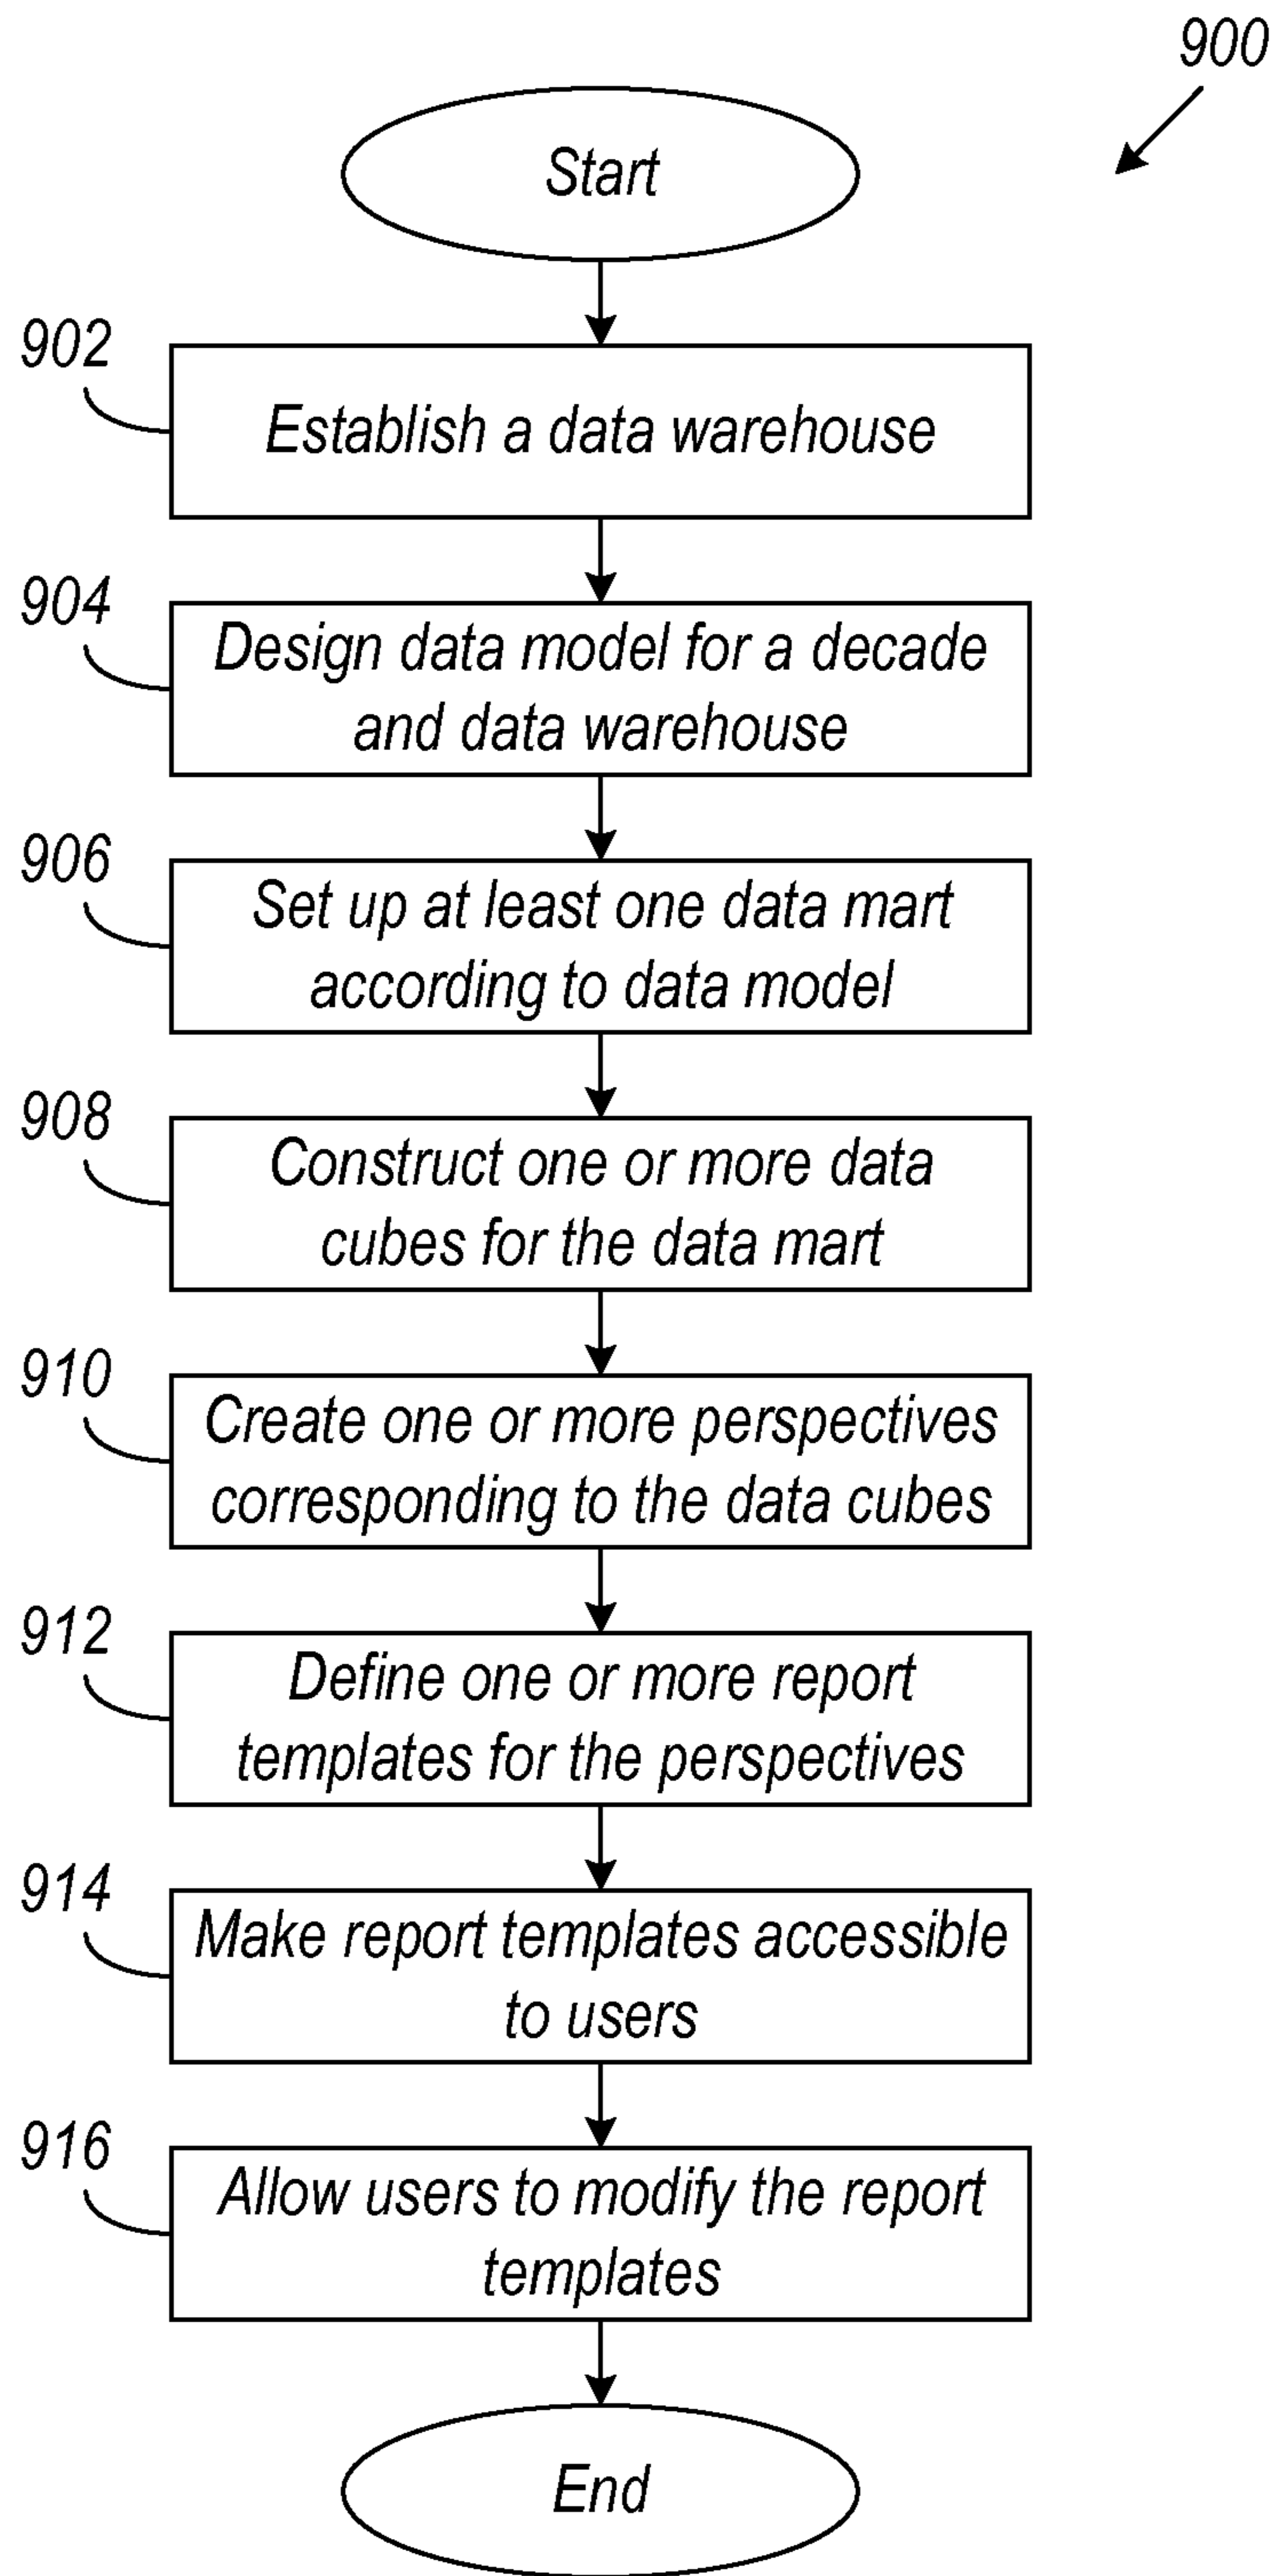 900
Start
902
Establish a data warehouse
904
Design data model for a decade
and data warehouse
906
Set up at least one data mart
according to data model
908
Construct one or more data
cubes for the data mart
910
Create one or more perspectives
corresponding to the data cubes
912
Define one or more report
templates for the perspectives
914
Make report templates accessible
to users
916
Allow users to modify the report
templates
End